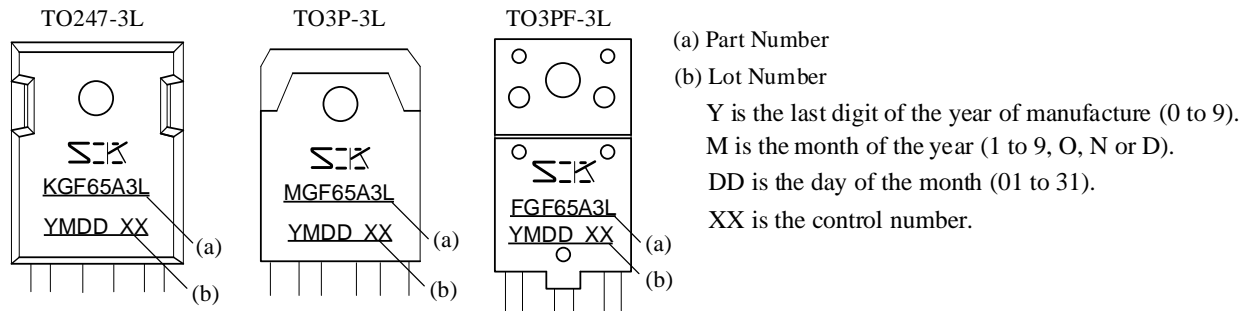 TO247-3L
KGF65A3L
YMDD XX
(a)
(b)
TO3P-3L
MGF65A3L
YMDD XX
(a)
(b)
TO3PF-3L
FGF65A3L
YMDD XX
(a)
(b)
(a) Part Number
(b) Lot Number
Y is the last digit of the year of manufacture (0 to 9).
M is the month of the year (1 to 9, O, N or D).
DD is the day of the month (01 to 31).
XX is the control number.